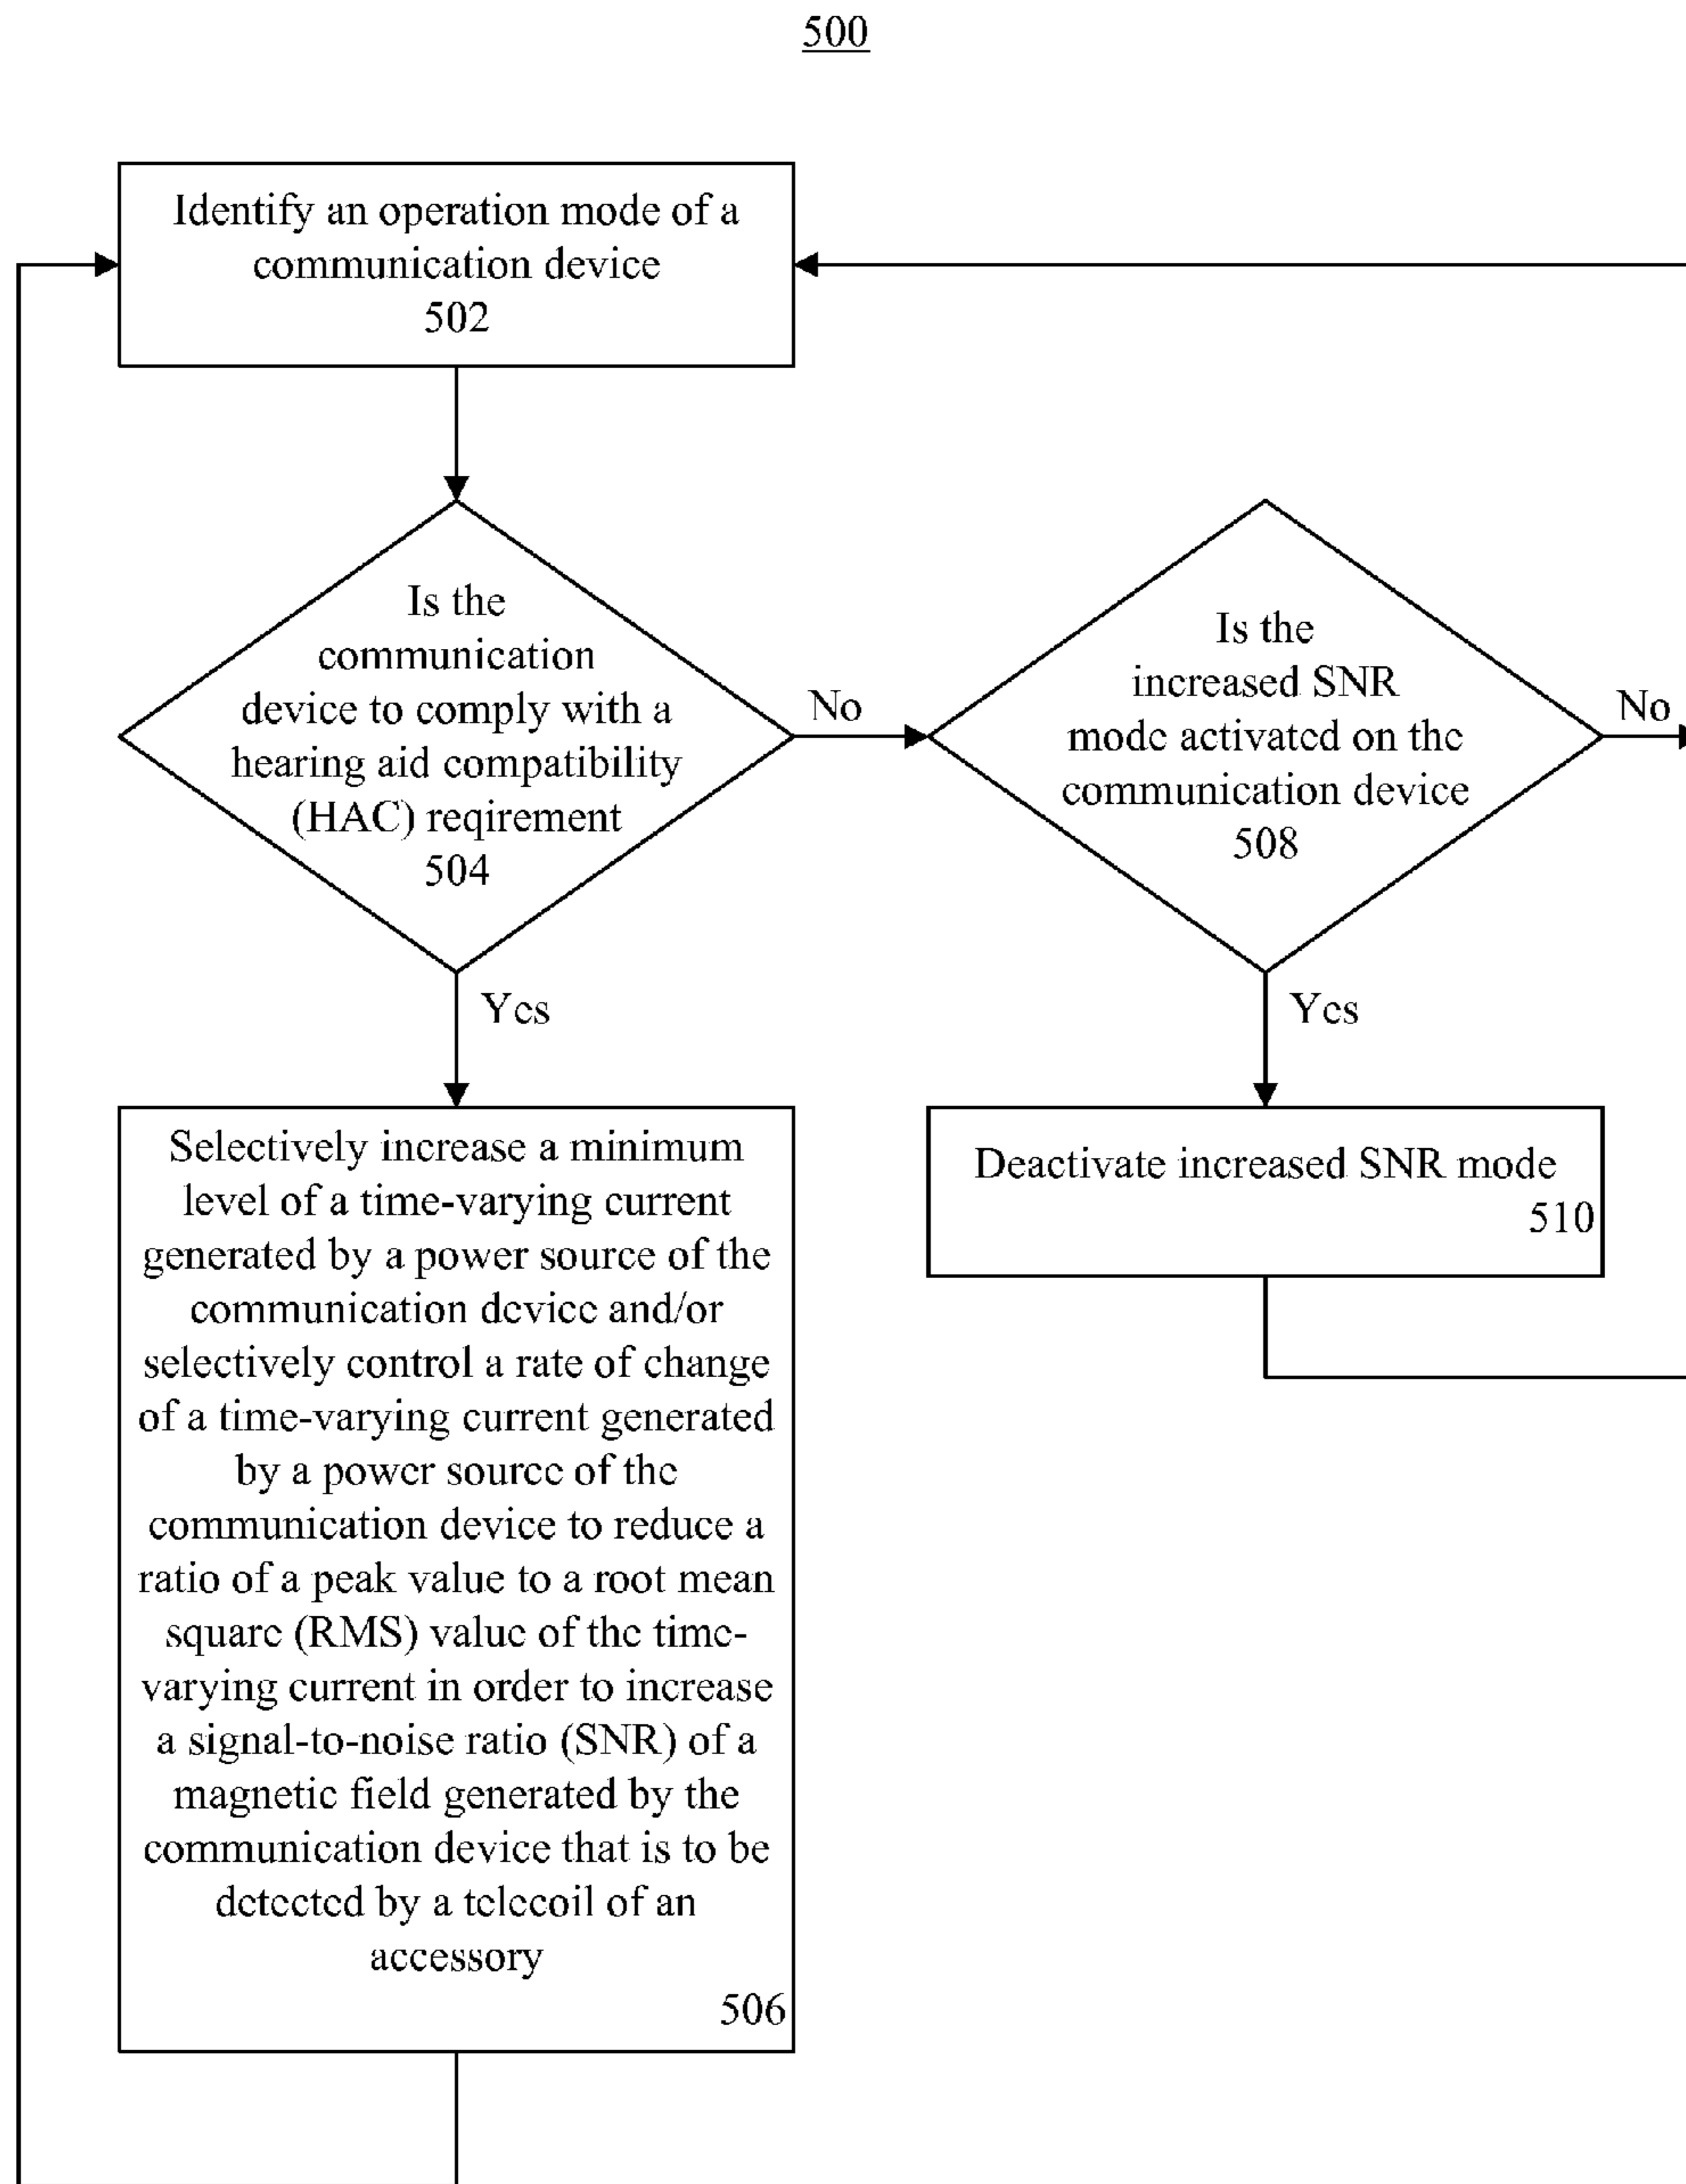 500
Identify an operation mode of a
communication device
502
Is the
communication
device to comply with a
hearing aid compatibility
(HAC) reqirement
504
No
Is the
increased SNR
mode activated on the
communication device
508
No
Yes
Yes
Selectively increase a minimum
level of a time-varying current
generated by a power source of the
communication device and/or
selectively control a rate of change
of a time-varying current generated
by a power source of the
communication device to reduce a
ratio of a peak value to a root mean
square (RMS) value of the time-
varying current in order to increase
a signal-to-noise ratio (SNR) of a
magnetic field generated by the
communication device that is to be
detected by a telecoil of an
accessory
506
Deactivate increased SNR mode
510